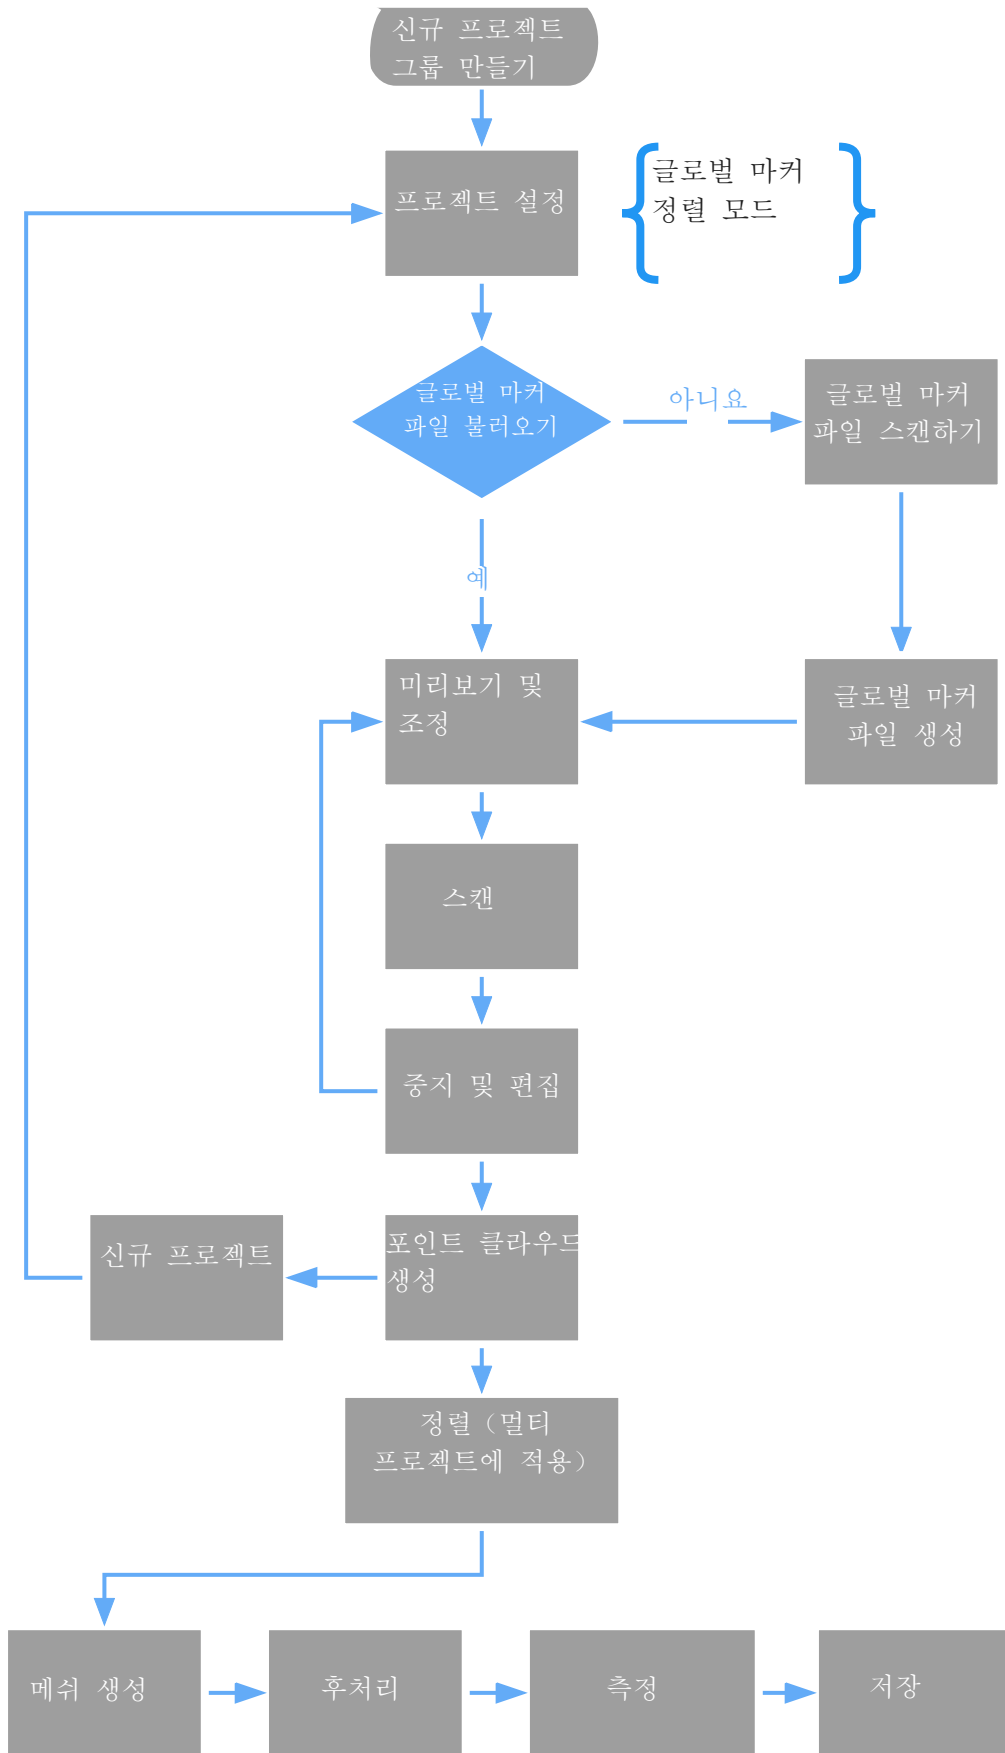 신규 프로젝트
그룹 만들기
프로젝트 설정
글로벌 마커
정렬 모드
글로벌 마커
파일 불러오기
아니요
글로벌 마커
파일 스캔하기
예
미리보기 및
조정
글로벌 마커
파일 생성
스캔
중지 및 편집
신규 프로젝트
포인트 클라우드
생성
정렬 (멀티
프로젝트에 적용)
메쉬 생성
후처리
측정
저장